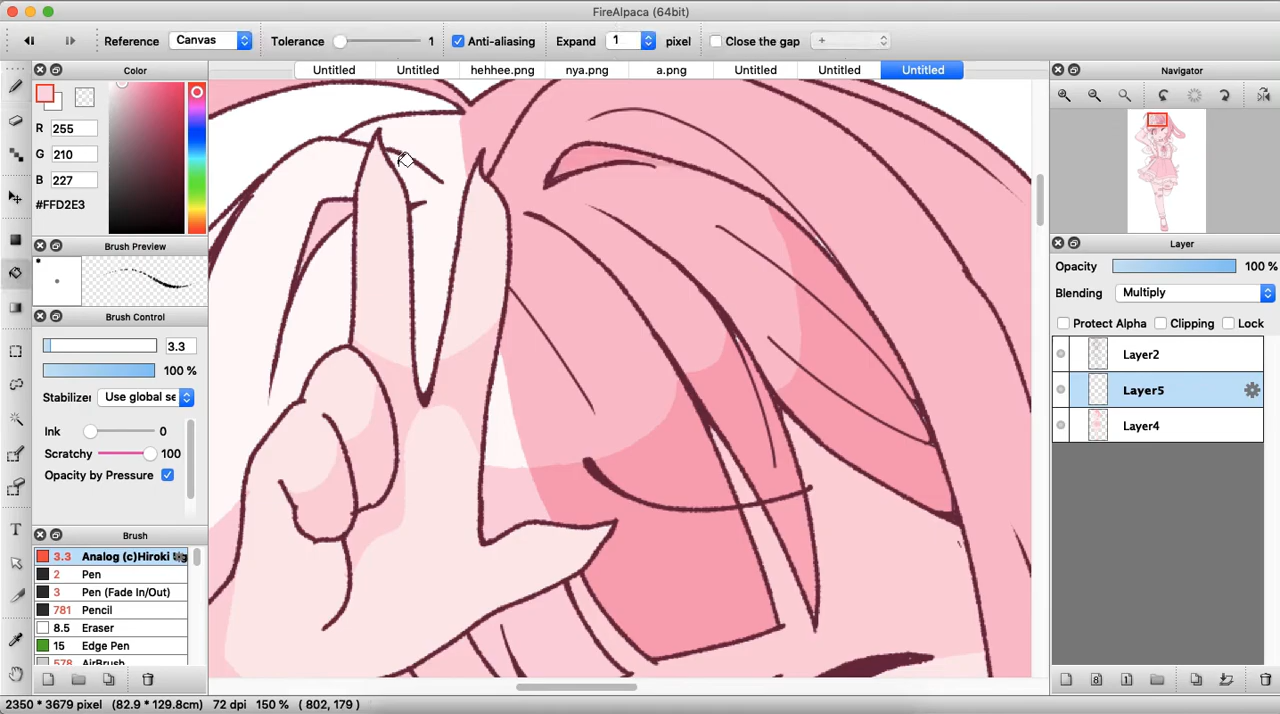 FireAlpaca (64bit)
Reference Canvas Tolerance 1 Anti-aliasing Expand 1 pixel Close the gap +
Untitled Untitled hehhee.png nya.png a.png Untitled Untitled Untitled
Color
R 255
G 210
B 227
#FFD2E3
Brush Preview
Brush Control
3.3
100 %
Stabilizer Use global se
Ink 0
Scratchy 100
Opacity by Pressure
Brush
3.3 Analog (c)Hiroki
2 Pen
3 Pen (Fade In/Out)
781 Pencil
8.5 Eraser
15 Edge Pen
578 AirBrush
Navigator
Layer
Opacity 100 %
Blending Multiply
Protect Alpha Clipping Lock
Layer2
Layer5
Layer4
2350 * 3679 pixel (82.9 * 129.8cm) 72 dpi 150 % ( 802, 179 )